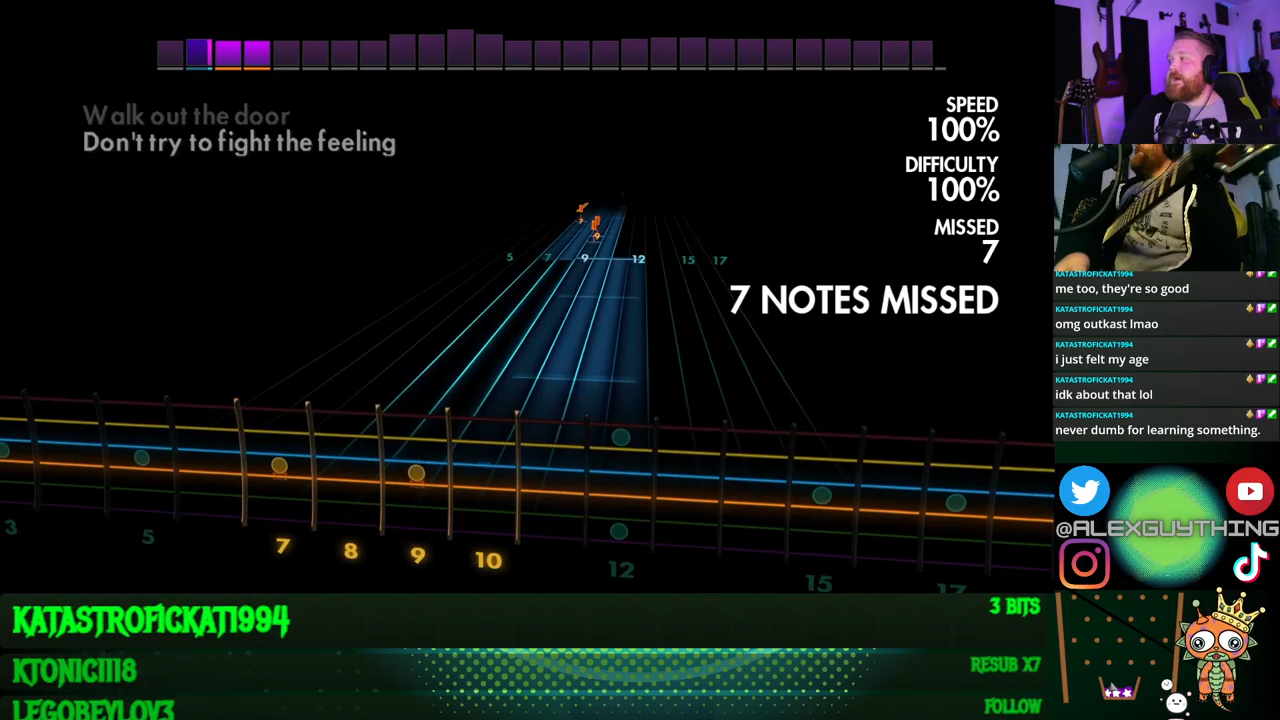 Walk out the door
Don't try to fight the feeling
SPEED
100%
DIFFICULTY
100%
MISSED
7
7 NOTES MISSED
5 7 9 12 15 17
3 5 7 8 9 10 12 15 17
KATASTROFICKAT1994
me too, they're so good
KATASTROFICKAT1994
omg outkast lmao
KATASTROFICKAT1994
i just felt my age
KATASTROFICKAT1994
idk about that lol
KATASTROFICKAT1994
never dumb for learning something.
@ALEXGUYTHING
KATASTROFICKAT1994
3 BITS
KTONIC1118
RESUB X7
LEGOBEYLOV3
FOLLOW